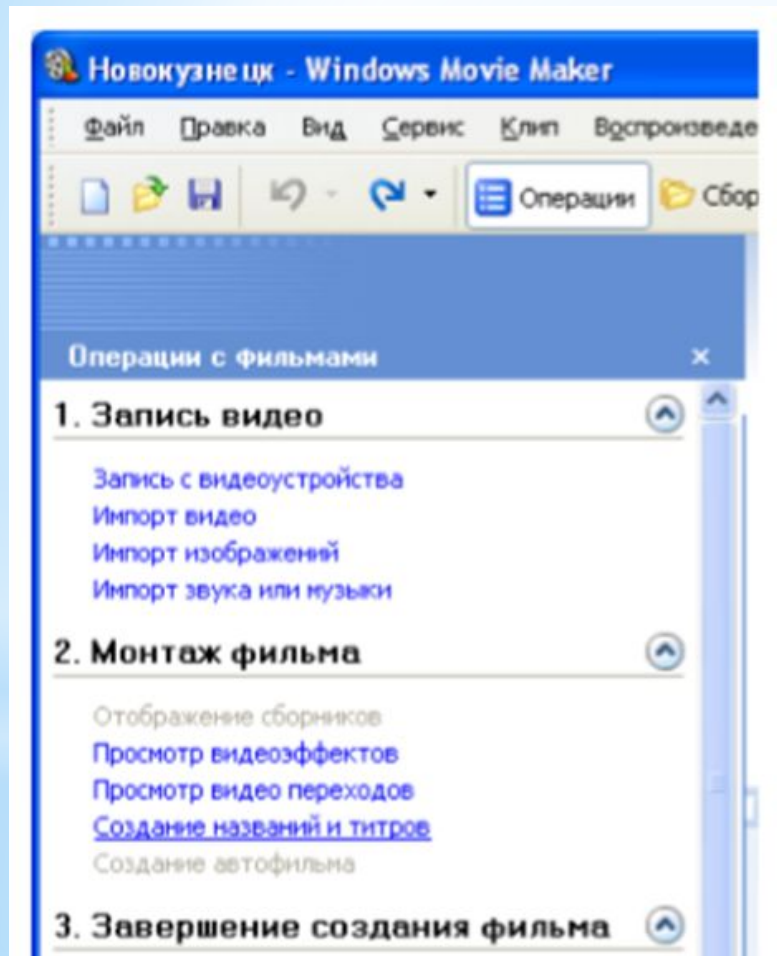 Новокузнецк - Windows Movie Maker
Файл Правка Вид Сервис Клип Воспроизведе
Операции Сбор
Операции с фильмами
1. Запись видео
Запись с видеоустройства
Импорт видео
Импорт изображений
Импорт звука или музыки
2. Монтаж фильма
Отображение сборников
Просмотр видеоэффектов
Просмотр видео переходов
Создание названий и титров
Создание автофильма
3. Завершение создания фильма